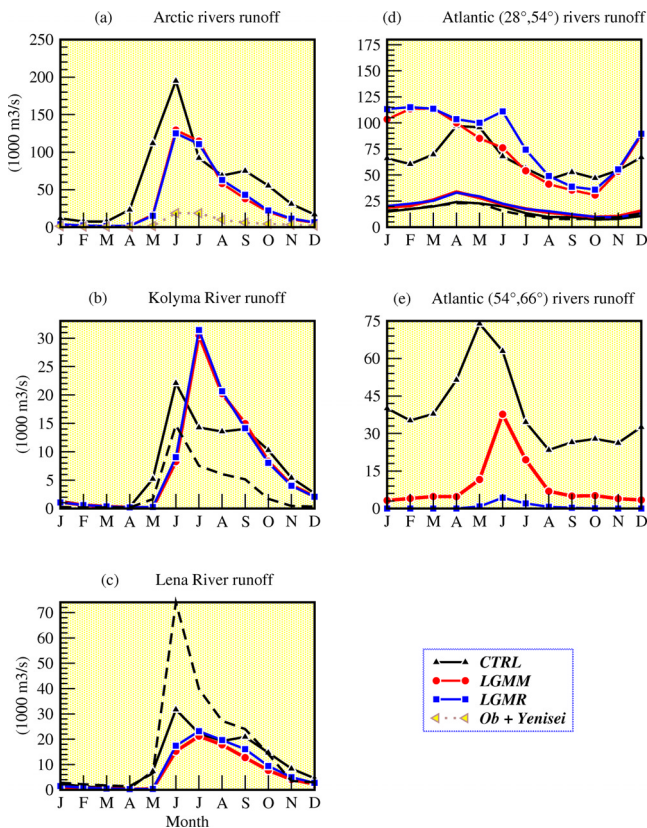 (a) Arctic rivers runoff
250
200
150
100
50
0
(1000 m3/s)
J F M A M J J A S O N D
(d) Atlantic (28°,54°) rivers runoff
175
150
125
100
75
50
25
0
J F M A M J J A S O N D
(b) Kolyma River runoff
30
25
20
15
10
5
0
(1000 m3/s)
J F M A M J J A S O N D
(e) Atlantic (54°,66°) rivers runoff
75
60
45
30
15
0
J F M A M J J A S O N D
(c) Lena River runoff
70
60
50
40
30
20
10
0
(1000 m3/s)
J F M A M J J A S O N D
Month
CTRL
LGMM
LGMR
Ob + Yenisei